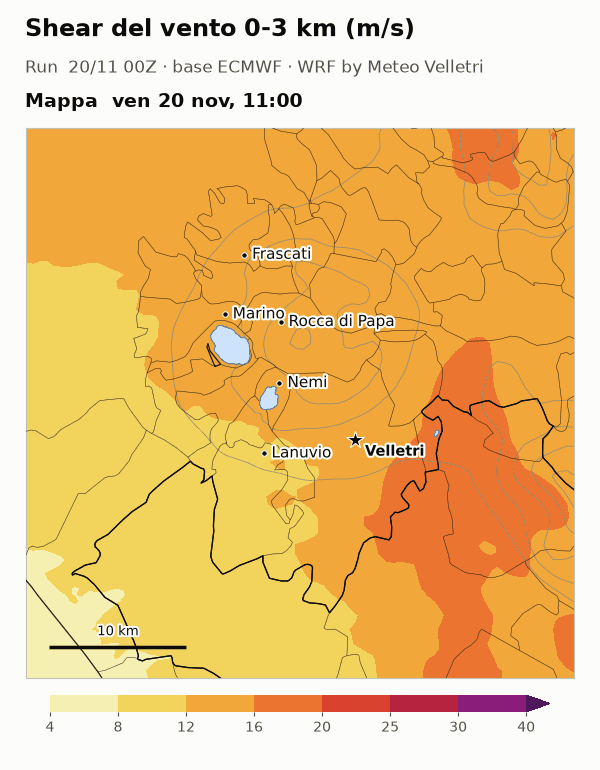 Shear del vento 0-3 km (m/s)
Run  20/11 00Z · base ECMWF · WRF by Meteo Velletri
Mappa  ven 20 nov, 11:00
Frascati
Marino
Rocca di Papa
Nemi
Velletri
Lanuvio
10 km
4 8 12 16 20 25 30 40